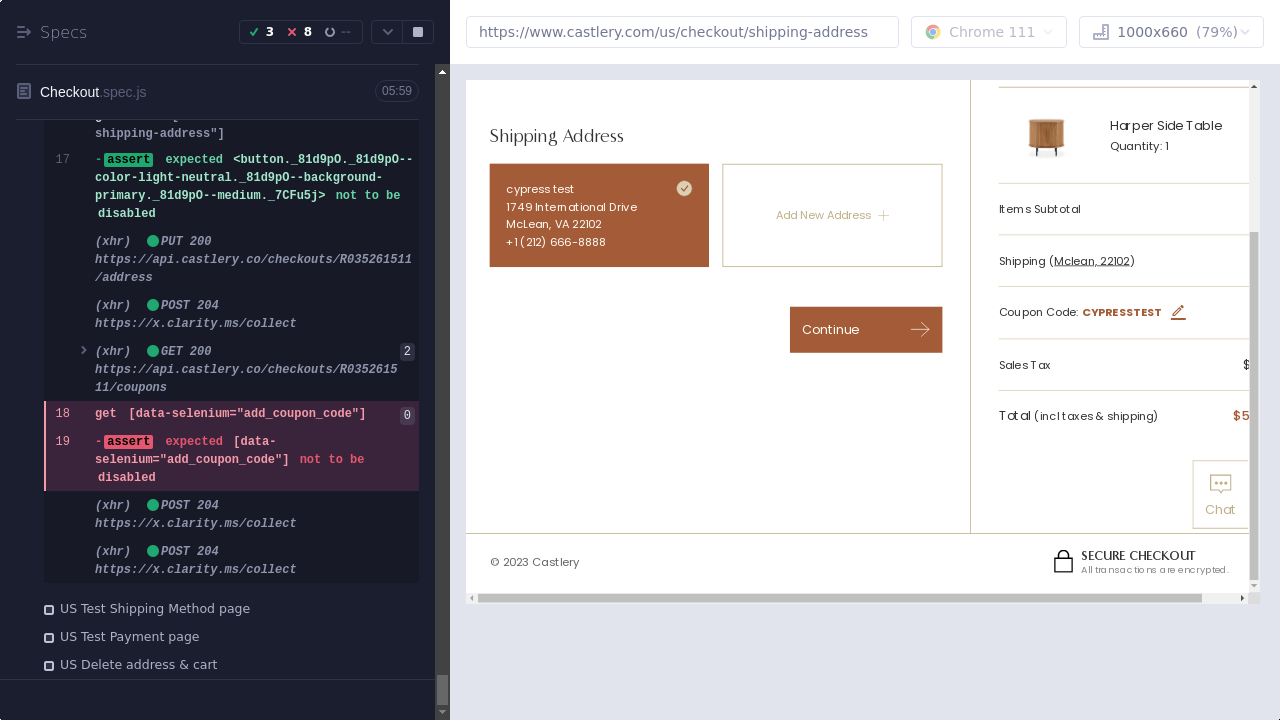 Specs
3
8
--
Checkout.spec.js
05:59
shipping-address"]
17
-assert expected <button._81d9pO._81d9pO--
color-light-neutral._81d9pO--background-
primary._81d9pO--medium._7CFu5j> not to be
disabled
(xhr) PUT 200
https://api.castlery.co/checkouts/R035261511
/address
(xhr) POST 204
https://x.clarity.ms/collect
(xhr) GET 200
2
https://api.castlery.co/checkouts/R0352615
11/coupons
18 get [data-selenium="add_coupon_code"]
0
19 -assert expected [data-
selenium="add_coupon_code"] not to be
disabled
(xhr) POST 204
https://x.clarity.ms/collect
(xhr) POST 204
https://x.clarity.ms/collect
US Test Shipping Method page
US Test Payment page
US Delete address & cart
https://www.castlery.com/us/checkout/shipping-address
Chrome 111
1000x660 (79%)
Shipping Address
cypress test
1749 International Drive
McLean, VA 22102
+1 (212) 666-8888
Add New Address
Continue
Harper Side Table
Quantity: 1
Items Subtotal
Shipping (Mclean, 22102)
Coupon Code: CYPRESSTEST
Sales Tax
$
Total (incl taxes & shipping)
$5
Chat
© 2023 Castlery
SECURE CHECKOUT
All transactions are encrypted.